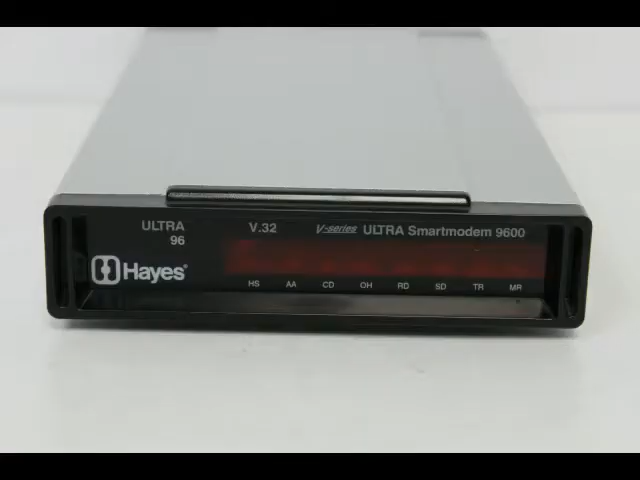 ULTRA V.32 V-series ULTRA Smartmodem 9600
96
Hayes®
HS AA CD OH RD SD TR MR